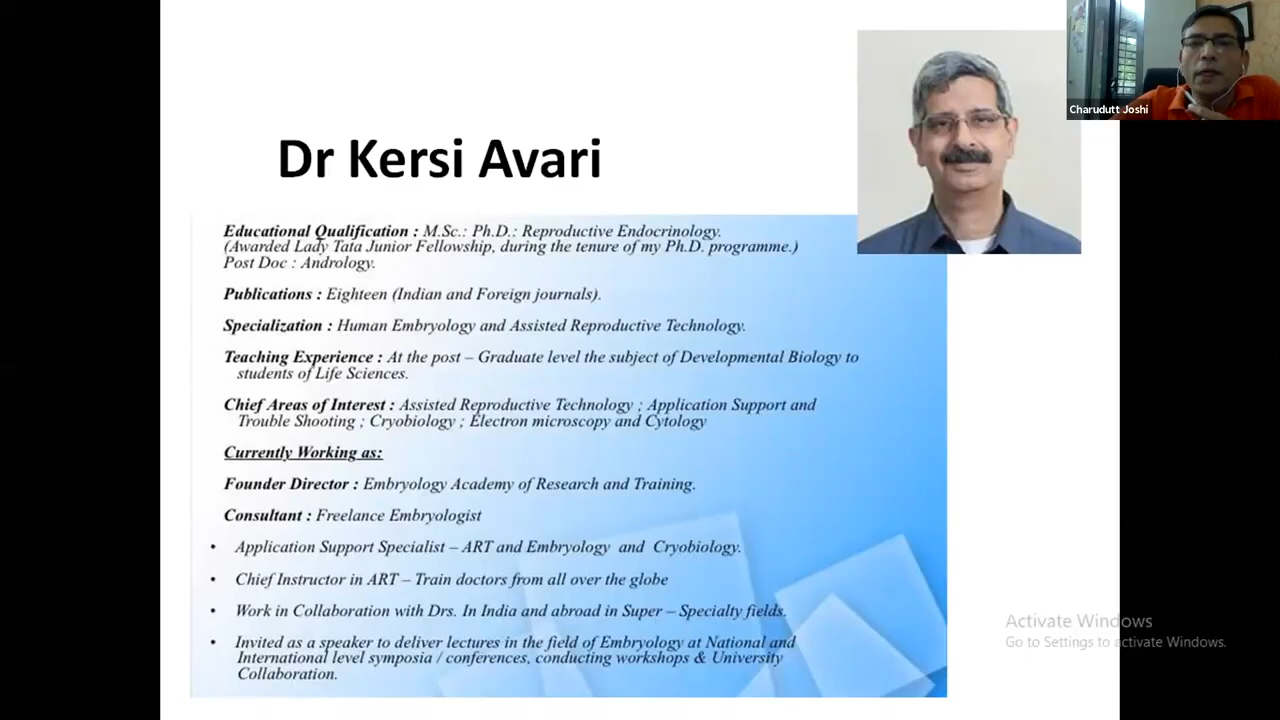 Charudutt Joshi
Dr Kersi Avari
Educational Qualification : M.Sc.: Ph.D.: Reproductive Endocrinology.
(Awarded Lady Tata Junior Fellowship, during the tenure of my Ph.D. programme.)
Post Doc : Andrology.
Publications : Eighteen (Indian and Foreign journals).
Specialization : Human Embryology and Assisted Reproductive Technology.
Teaching Experience : At the post – Graduate level the subject of Developmental Biology to
students of Life Sciences.
Chief Areas of Interest : Assisted Reproductive Technology ; Application Support and
Trouble Shooting ; Cryobiology ; Electron microscopy and Cytology
Currently Working as:
Founder Director : Embryology Academy of Research and Training.
Consultant : Freelance Embryologist
• Application Support Specialist – ART and Embryology and Cryobiology.
• Chief Instructor in ART – Train doctors from all over the globe
• Work in Collaboration with Drs. In India and abroad in Super – Specialty fields.
• Invited as a speaker to deliver lectures in the field of Embryology at National and
International level symposia / conferences, conducting workshops & University
Collaboration.
Activate Windows
Go to Settings to activate Windows.